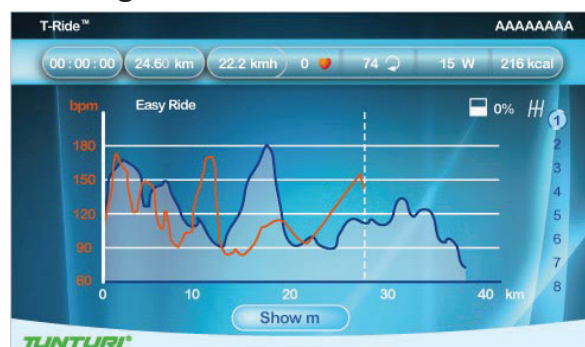 T-Ride™ AAAAAAAA
00:00:00 24.60 km 22.2 kmh 0 74 15 W 216 kcal
bpm Easy Ride 0%
1
180
2
150
3
4
120
5
90
6
7
60
8
0 10 20 30 40 km
Show m
TUNTURI®